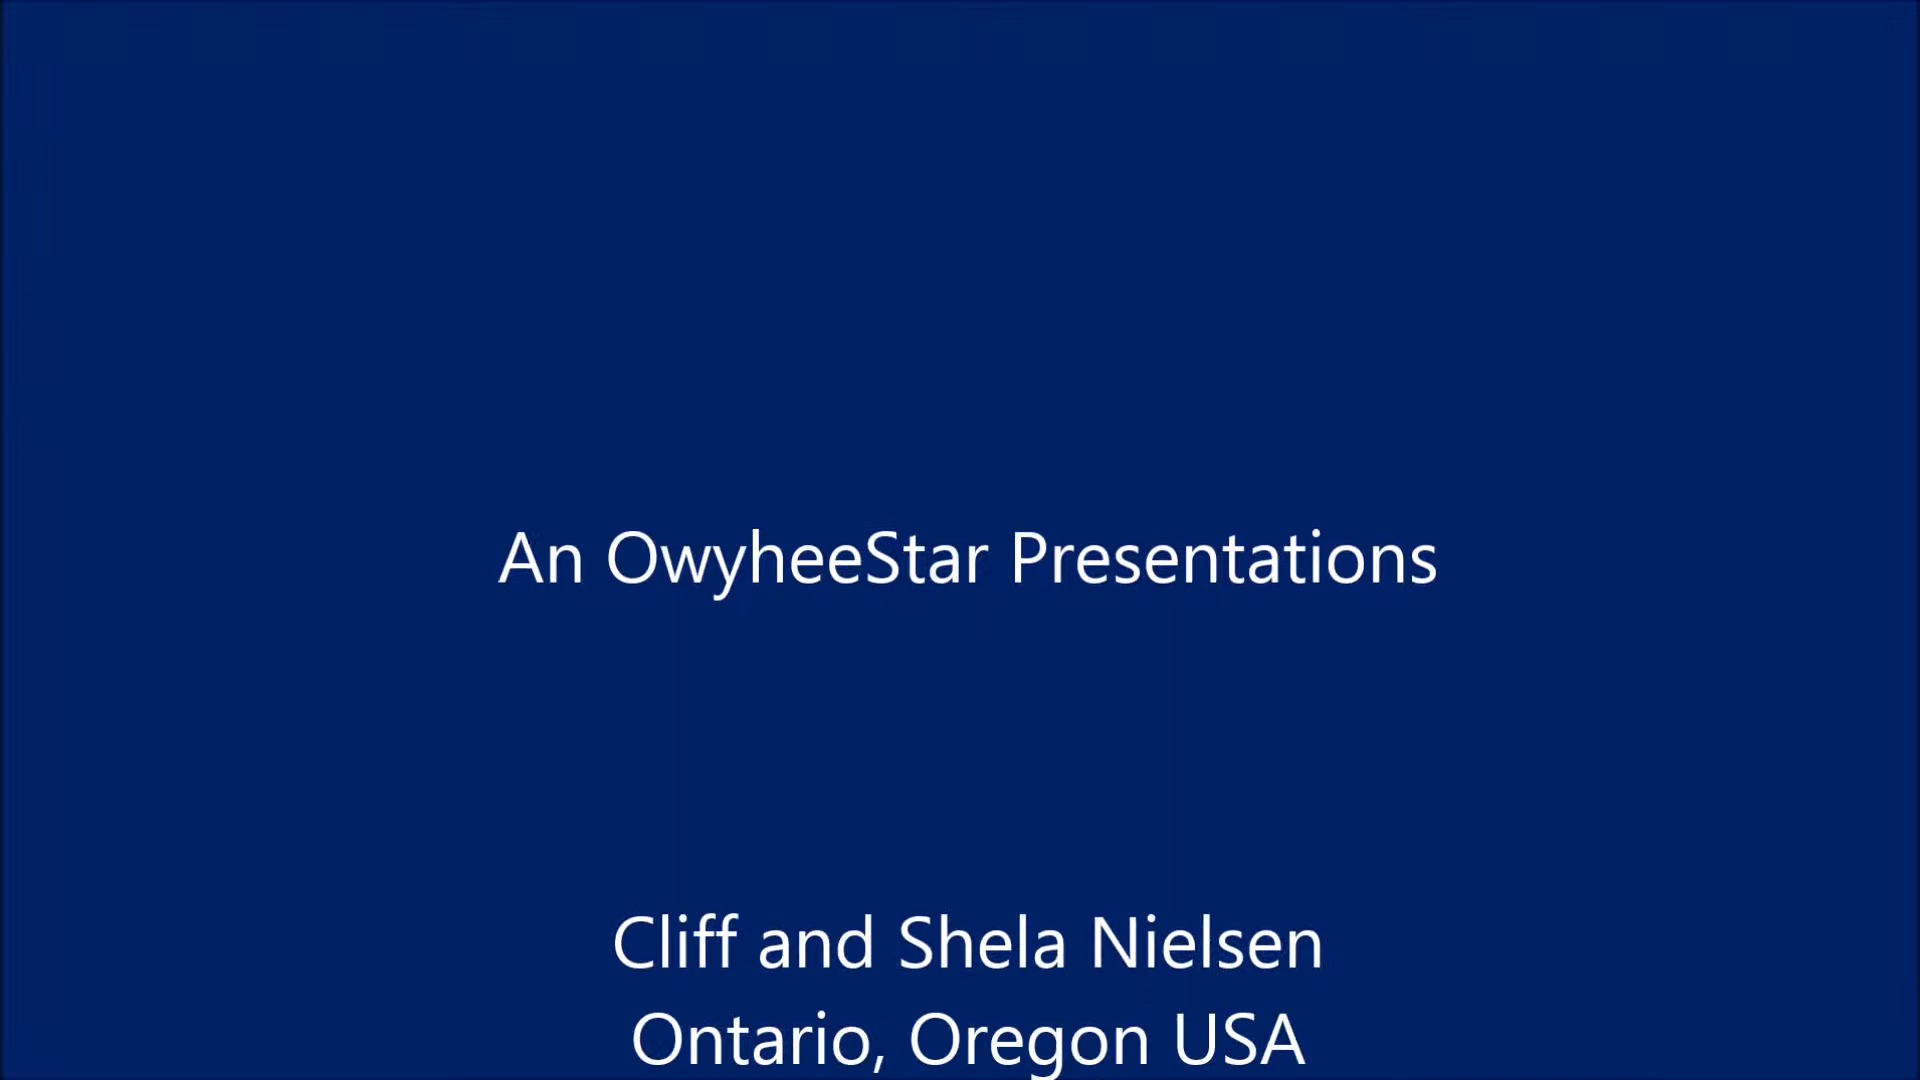 An OwyheeStar Presentations
Cliff and Shela Nielsen
Ontario, Oregon USA